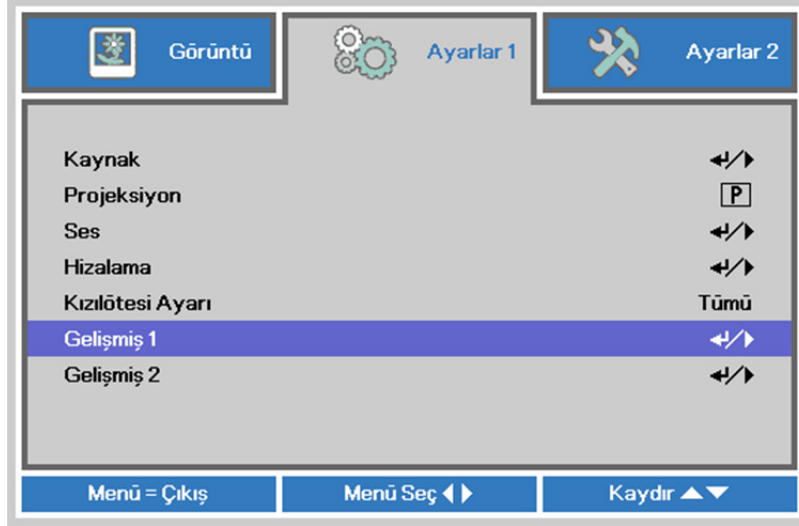 Görüntü
Ayarlar 1
Ayarlar 2
Kaynak
Projeksiyon P
Ses
Hizalama
Kızılötesi Ayarı Tümü
Gelişmiş 1
Gelişmiş 2
Menü = Çıkış
Menü Seç
Kaydır